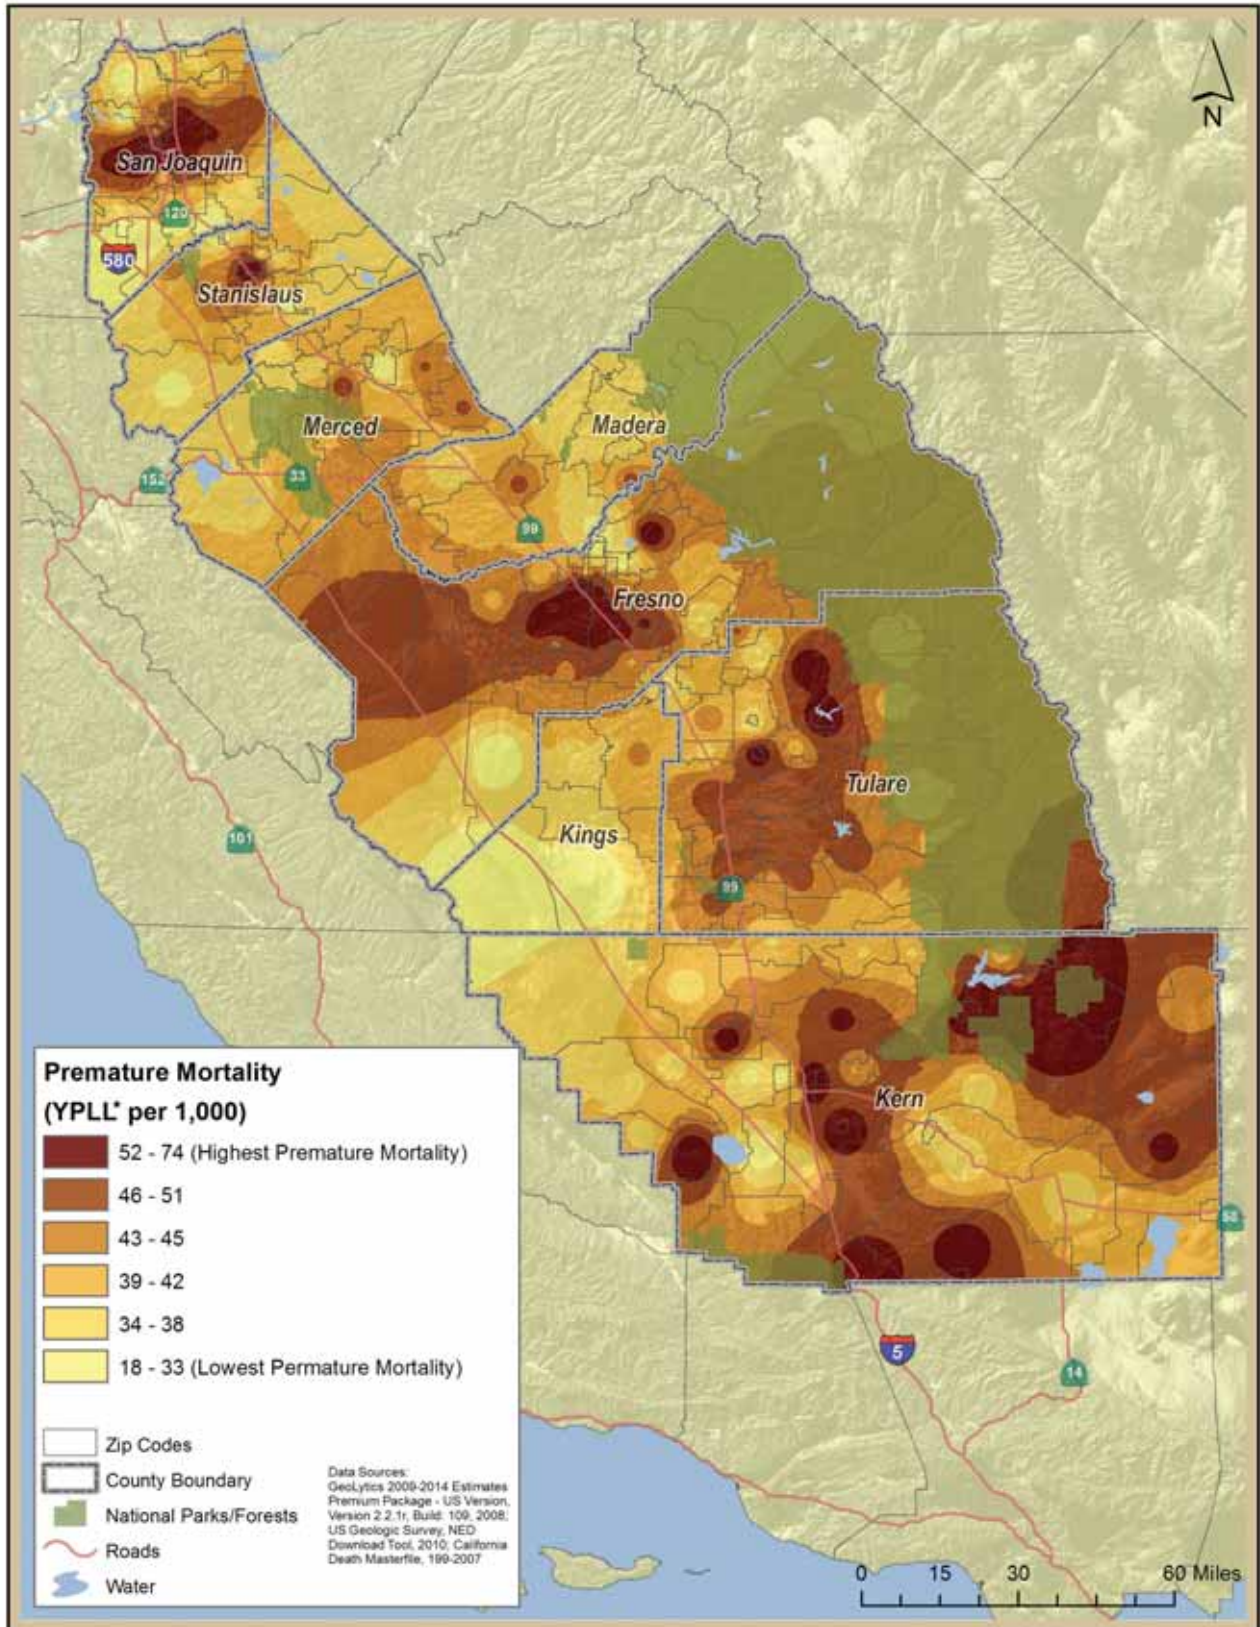 N
San Joaquin
120
580
Stanislaus
Merced
Madera
152
33
99
Fresno
Tulare
101
Kings
99
Kern
58
5
14
Premature Mortality
(YPLL* per 1,000)
52 - 74 (Highest Premature Mortality)
46 - 51
43 - 45
39 - 42
34 - 38
18 - 33 (Lowest Permature Mortality)
Zip Codes
County Boundary
National Parks/Forests
Roads
Water
Data Sources:
GeoLytics 2009-2014 Estimates
Premium Package - US Version,
Version 2.2.1r, Build: 109, 2008;
US Geologic Survey, NED
Download Tool, 2010; California
Death Masterfile, 199-2007
0 15 30 60 Miles